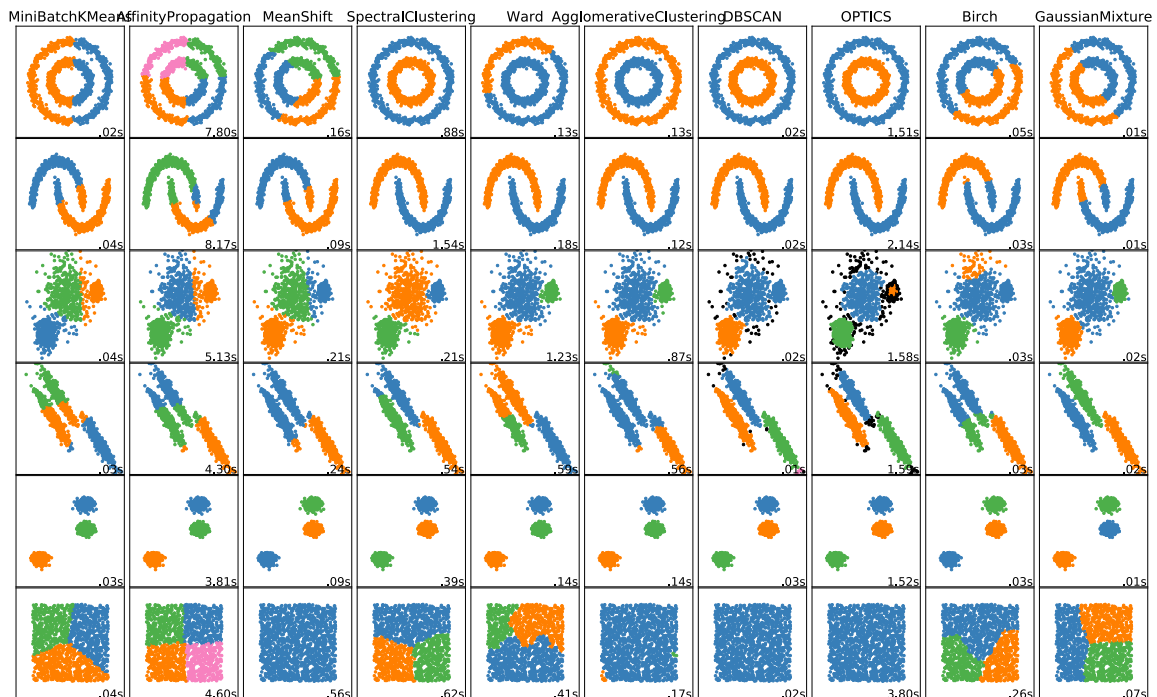 MiniBatchKMeans AffinityPropagation MeanShift SpectralClustering Ward AgglomerativeClustering DBSCAN OPTICS Birch GaussianMixture
.02s 7.80s .16s .88s .13s .13s .02s 1.51s .05s .01s
.04s 8.17s .09s 1.54s .18s .12s .02s 2.14s .03s .01s
.04s 5.13s .21s .21s 1.23s .87s .02s 1.58s .03s .02s
.03s 4.30s .24s .54s .59s .56s .01s 1.59s .03s .02s
.03s 3.81s .09s .39s .14s .14s .03s 1.52s .03s .01s
.04s 4.60s .56s .62s .41s .17s .02s 3.80s .26s .07s